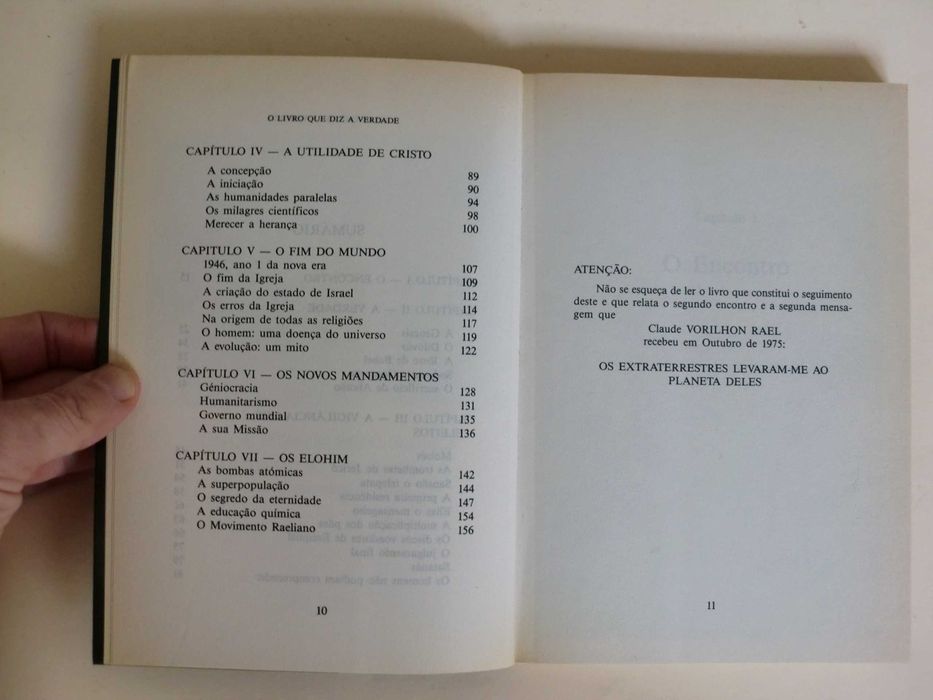 O LIVRO QUE DIZ A VERDADE
CAPÍTULO IV — A UTILIDADE DE CRISTO
A concepção 89
A iniciação 90
As humanidades paralelas 94
Os milagres científicos 98
Merecer a herança 100
CAPITULO V — O FIM DO MUNDO
1946, ano 1 da nova era 107
O fim da Igreja 109
A criação do estado de Israel 112
Os erros da Igreja 114
Na origem de todas as religiões 117
O homem: uma doença do universo 119
A evolução: um mito 122
CAPÍTULO VI — OS NOVOS MANDAMENTOS
Géniocracia 128
Humanitarismo 131
Governo mundial 135
A sua Missão 136
CAPÍTULO VII — OS ELOHIM
As bombas atómicas 142
A superpopulação 144
O segredo da eternidade 147
A educação química 154
O Movimento Raeliano 156
10
ATENÇÃO:
Não se esqueça de ler o livro que constitui o seguimento
deste e que relata o segundo encontro e a segunda mensa-
gem que
Claude VORILHON RAEL
recebeu em Outubro de 1975:
OS EXTRATERRESTRES LEVARAM-ME AO
PLANETA DELES
11